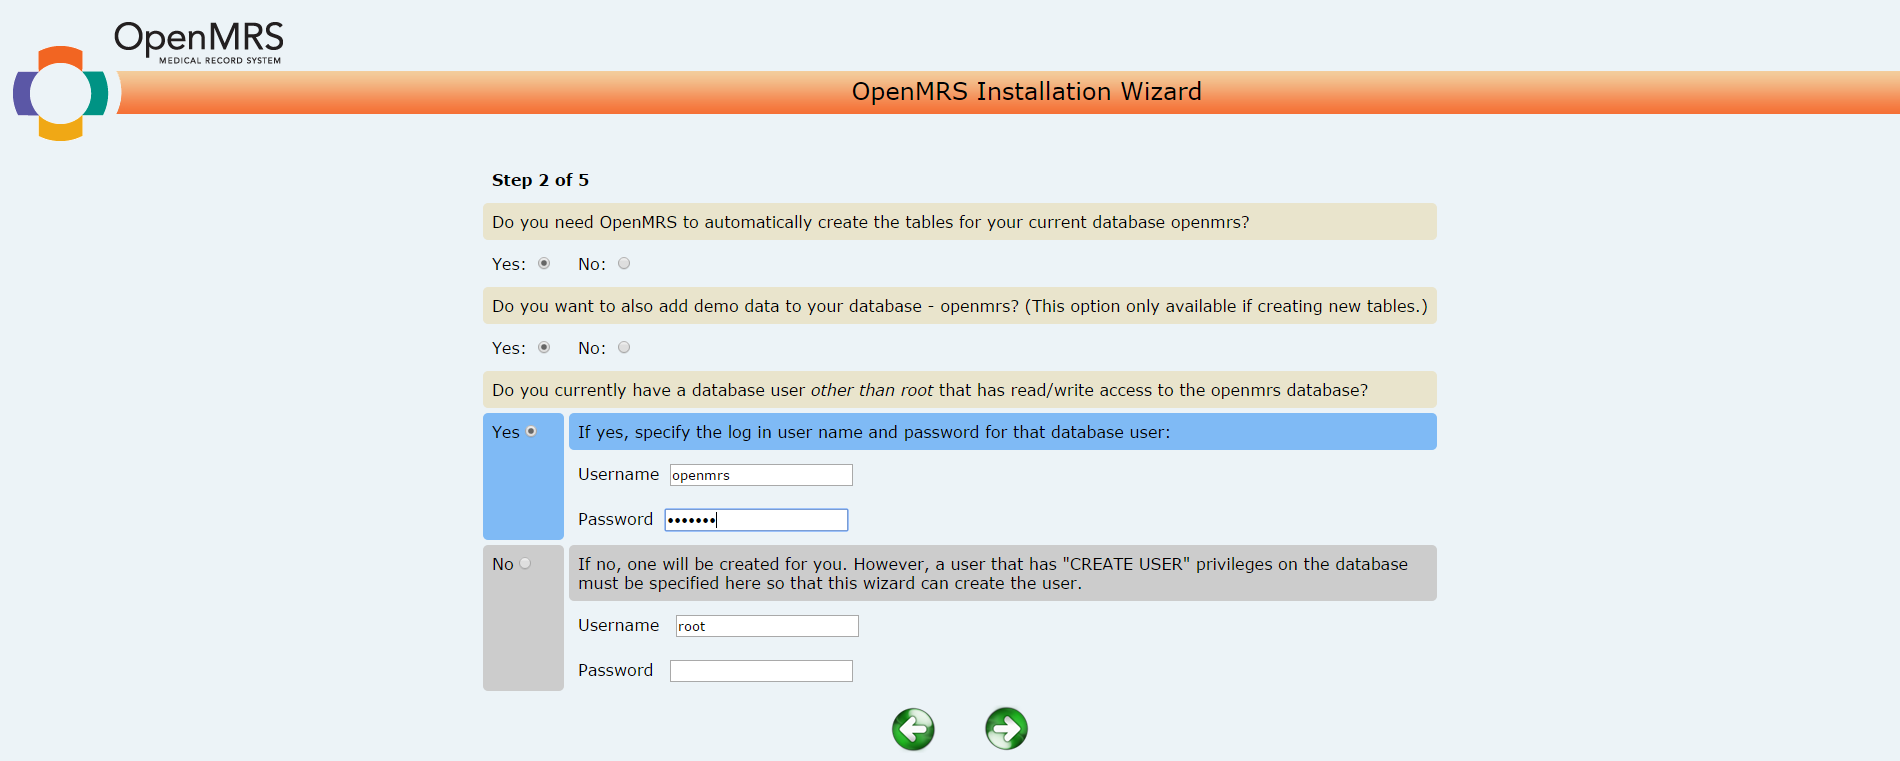 OpenMRS
MEDICAL RECORD SYSTEM
OpenMRS Installation Wizard
Step 2 of 5
Do you need OpenMRS to automatically create the tables for your current database openmrs?
Yes: No:
Do you want to also add demo data to your database - openmrs? (This option only available if creating new tables.)
Yes: No:
Do you currently have a database user other than root that has read/write access to the openmrs database?
Yes If yes, specify the log in user name and password for that database user:
Username openmrs
Password •••••••
No If no, one will be created for you. However, a user that has "CREATE USER" privileges on the database
must be specified here so that this wizard can create the user.
Username root
Password